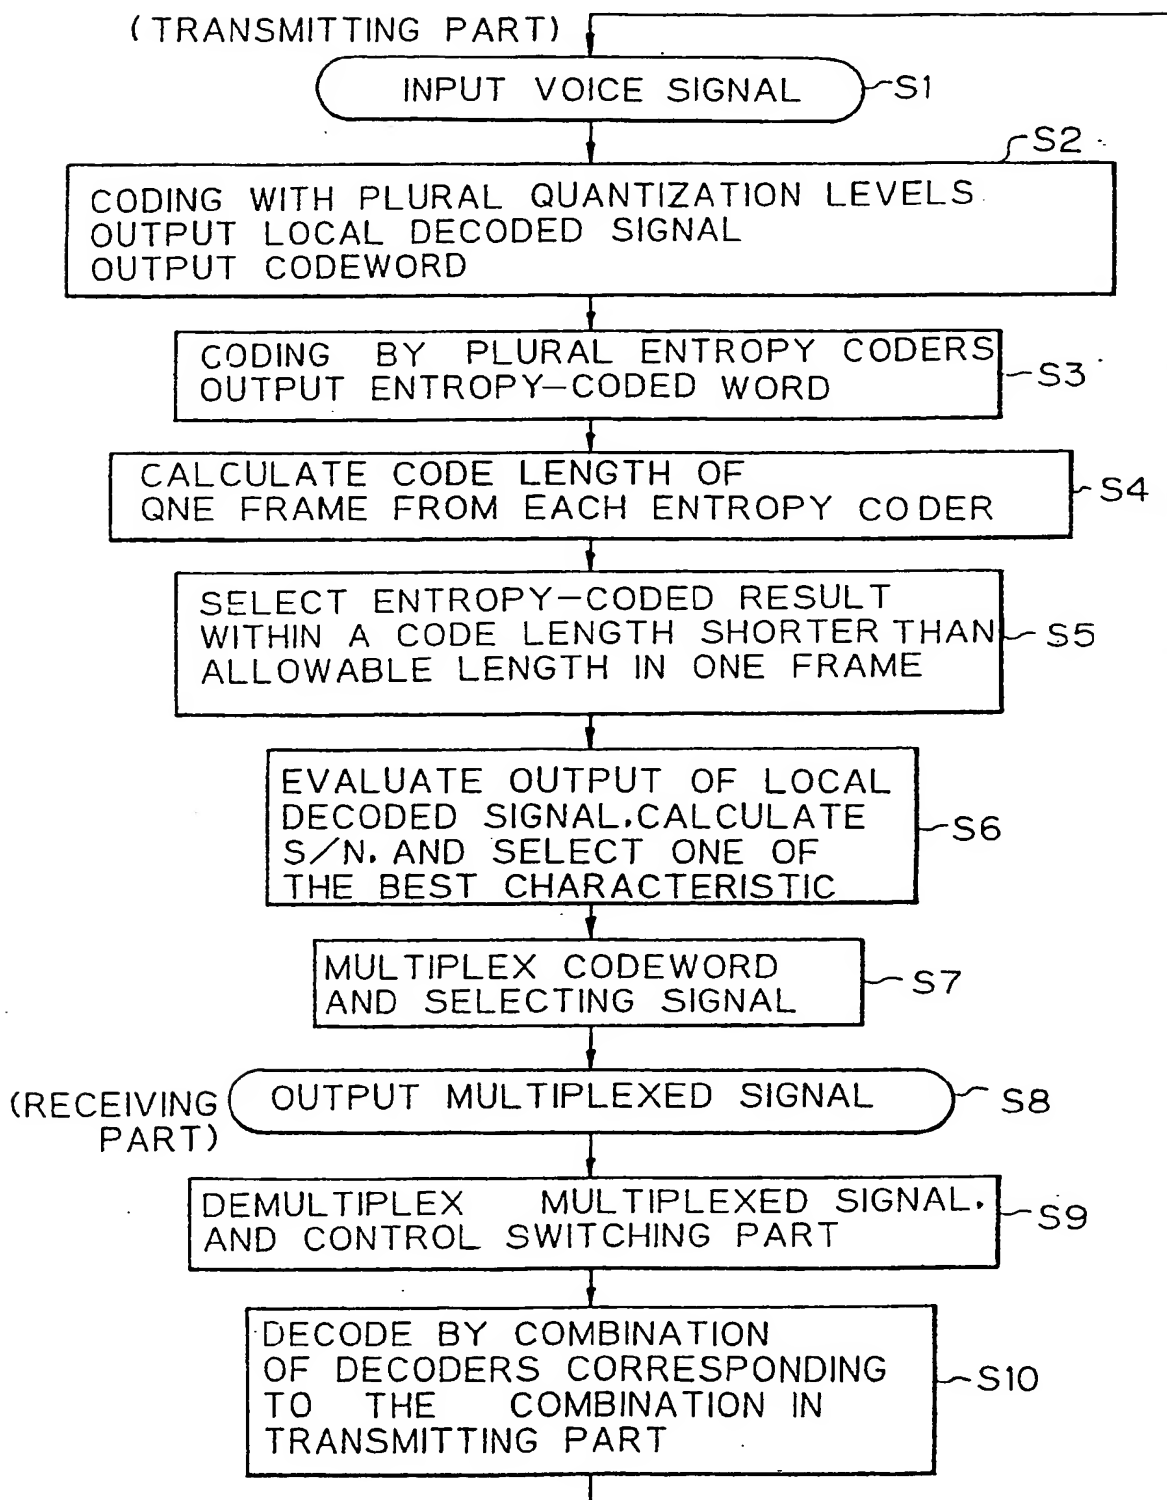 (TRANSMITTING PART)
INPUT VOICE SIGNAL
S1
S2
CODING WITH PLURAL QUANTIZATION LEVELS
OUTPUT LOCAL DECODED SIGNAL
OUTPUT CODEWORD
CODING BY PLURAL ENTROPY CODERS
OUTPUT ENTROPY-CODED WORD
S3
CALCULATE CODE LENGTH OF
ONE FRAME FROM EACH ENTROPY CODER
S4
SELECT ENTROPY-CODED RESULT
WITHIN A CODE LENGTH SHORTER THAN
ALLOWABLE LENGTH IN ONE FRAME
S5
EVALUATE OUTPUT OF LOCAL
DECODED SIGNAL.CALCULATE
S/N. AND SELECT ONE OF
THE BEST CHARACTERISTIC
S6
MULTIPLEX CODEWORD
AND SELECTING SIGNAL
S7
(RECEIVING
PART)
OUTPUT MULTIPLEXED SIGNAL
S8
DEMULTIPLEX MULTIPLEXED SIGNAL.
AND CONTROL SWITCHING PART
S9
DECODE BY COMBINATION
OF DECODERS CORRESPONDING
TO THE COMBINATION IN
TRANSMITTING PART
S10